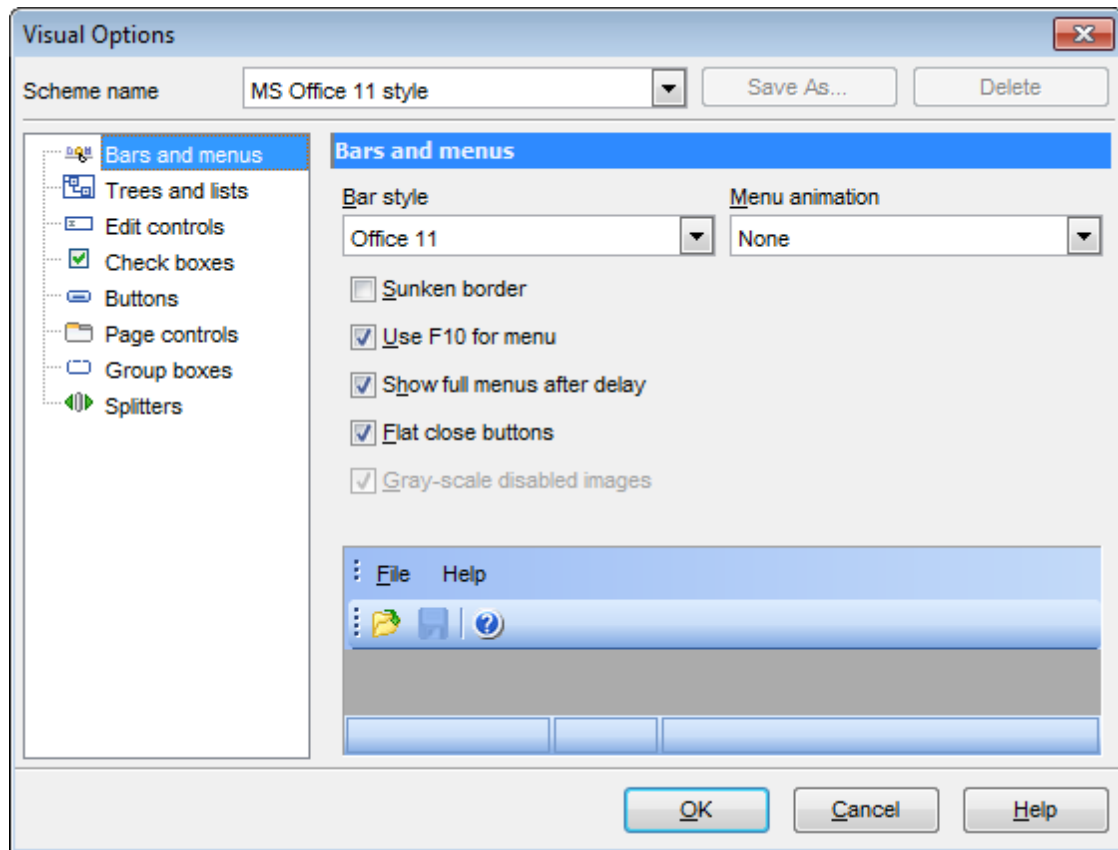 Visual Options
Scheme name MS Office 11 style Save As... Delete
Bars and menus
Trees and lists
Edit controls
Check boxes
Buttons
Page controls
Group boxes
Splitters
Bars and menus
Bar style Menu animation
Office 11 None
Sunken border
Use F10 for menu
Show full menus after delay
Flat close buttons
Gray-scale disabled images
File Help
OK Cancel Help